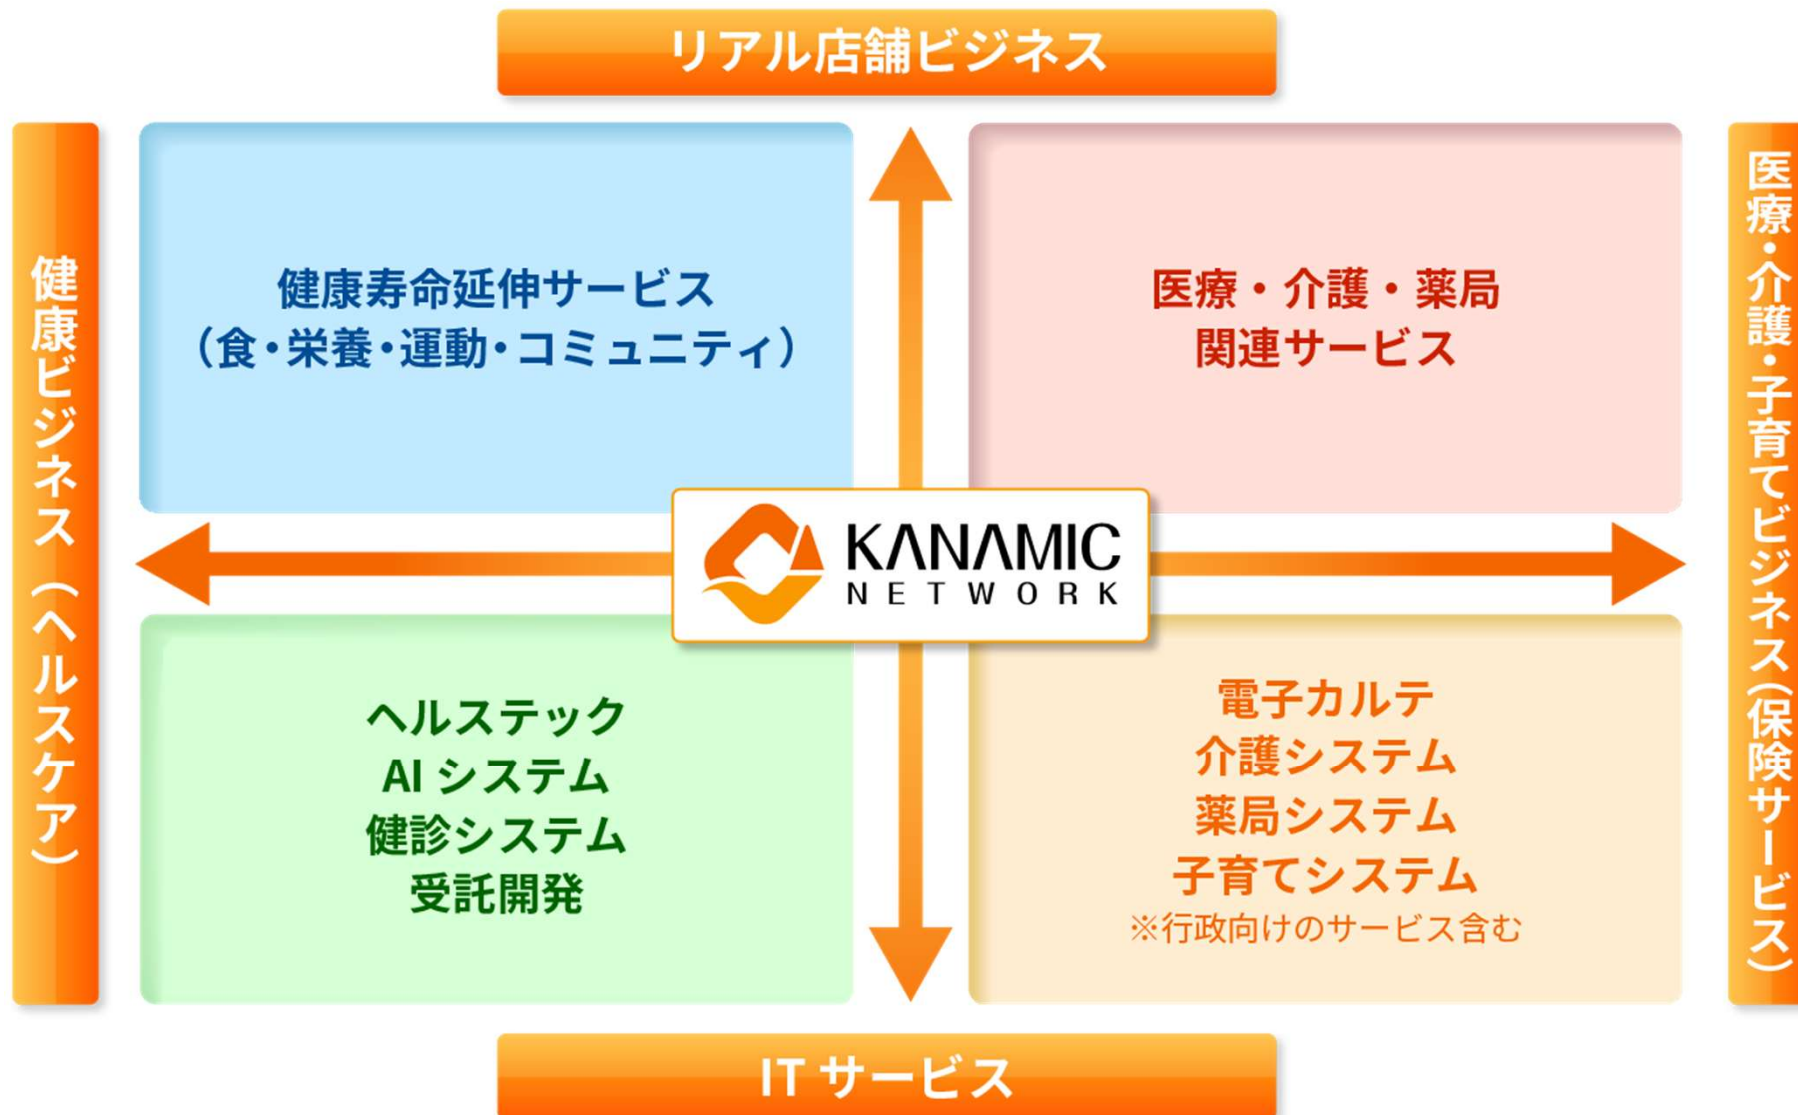 リアル店舗ビジネス
健康ビジネス（ヘルスケア）
健康寿命延伸サービス
（食・栄養・運動・コミュニティ）
医療・介護・薬局
関連サービス
医療・介護・子育てビジネス（保険サービス）
KANAMIC
NETWORK
ヘルステック
AI システム
健診システム
受託開発
電子カルテ
介護システム
薬局システム
子育てシステム
※行政向けのサービス含む
IT サービス